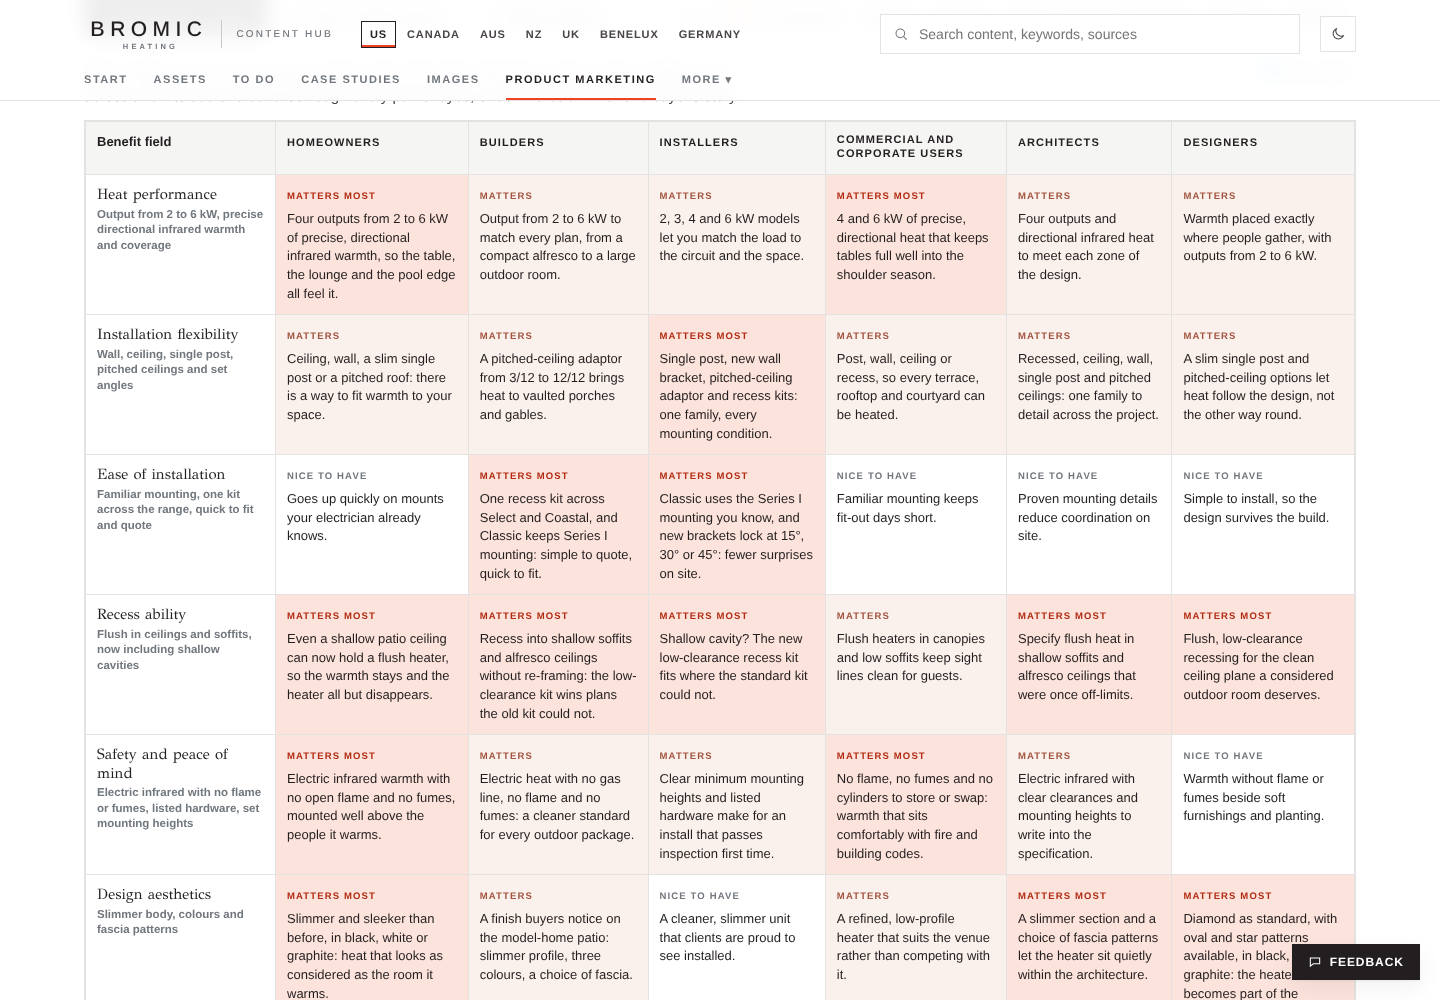 BROMIC
HEATING
CONTENT HUB
US
CANADA
AUS
NZ
UK
BENELUX
GERMANY
Search content, keywords, sources
START
ASSETS
TO DO
CASE STUDIES
IMAGES
PRODUCT MARKETING
MORE ▾
Benefit field
HOMEOWNERS
BUILDERS
INSTALLERS
COMMERCIAL AND
CORPORATE USERS
ARCHITECTS
DESIGNERS
Heat performance
Output from 2 to 6 kW, precise
directional infrared warmth
and coverage
MATTERS MOST
Four outputs from 2 to 6 kW
of precise, directional
infrared warmth, so the table,
the lounge and the pool edge
all feel it.
MATTERS
Output from 2 to 6 kW to
match every plan, from a
compact alfresco to a large
outdoor room.
MATTERS
2, 3, 4 and 6 kW models
let you match the load to
the circuit and the space.
MATTERS MOST
4 and 6 kW of precise,
directional heat that keeps
tables full well into the
shoulder season.
MATTERS
Four outputs and
directional infrared heat
to meet each zone of
the design.
MATTERS
Warmth placed exactly
where people gather, with
outputs from 2 to 6 kW.
Installation flexibility
Wall, ceiling, single post,
pitched ceilings and set
angles
MATTERS
Ceiling, wall, a slim single
post or a pitched roof: there
is a way to fit warmth to your
space.
MATTERS
A pitched-ceiling adaptor
from 3/12 to 12/12 brings
heat to vaulted porches
and gables.
MATTERS MOST
Single post, new wall
bracket, pitched-ceiling
adaptor and recess kits:
one family, every
mounting condition.
MATTERS
Post, wall, ceiling or
recess, so every terrace,
rooftop and courtyard can
be heated.
MATTERS
Recessed, ceiling, wall,
single post and pitched
ceilings: one family to
detail across the project.
MATTERS
A slim single post and
pitched-ceiling options let
heat follow the design, not
the other way round.
Ease of installation
Familiar mounting, one kit
across the range, quick to fit
and quote
NICE TO HAVE
Goes up quickly on mounts
your electrician already
knows.
MATTERS MOST
One recess kit across
Select and Coastal, and
Classic keeps Series I
mounting: simple to quote,
quick to fit.
MATTERS MOST
Classic uses the Series I
mounting you know, and
new brackets lock at 15°,
30° or 45°: fewer surprises
on site.
NICE TO HAVE
Familiar mounting keeps
fit-out days short.
NICE TO HAVE
Proven mounting details
reduce coordination on
site.
NICE TO HAVE
Simple to install, so the
design survives the build.
Recess ability
Flush in ceilings and soffits,
now including shallow
cavities
MATTERS MOST
Even a shallow patio ceiling
can now hold a flush heater,
so the warmth stays and the
heater all but disappears.
MATTERS MOST
Recess into shallow soffits
and alfresco ceilings
without re-framing: the low-
clearance kit wins plans
the old kit could not.
MATTERS MOST
Shallow cavity? The new
low-clearance recess kit
fits where the standard kit
could not.
MATTERS
Flush heaters in canopies
and low soffits keep sight
lines clean for guests.
MATTERS MOST
Specify flush heat in
shallow soffits and
alfresco ceilings that
were once off-limits.
MATTERS MOST
Flush, low-clearance
recessing for the clean
ceiling plane a considered
outdoor room deserves.
Safety and peace of
mind
Electric infrared with no flame
or fumes, listed hardware, set
mounting heights
MATTERS MOST
Electric infrared warmth with
no open flame and no fumes,
mounted well above the
people it warms.
MATTERS
Electric heat with no gas
line, no flame and no
fumes: a cleaner standard
for every outdoor package.
MATTERS
Clear minimum mounting
heights and listed
hardware make for an
install that passes
inspection first time.
MATTERS MOST
No flame, no fumes and no
cylinders to store or swap:
warmth that sits
comfortably with fire and
building codes.
MATTERS
Electric infrared with
clear clearances and
mounting heights to
write into the
specification.
NICE TO HAVE
Warmth without flame or
fumes beside soft
furnishings and planting.
Design aesthetics
Slimmer body, colours and
fascia patterns
MATTERS MOST
Slimmer and sleeker than
before, in black, white or
graphite: heat that looks as
considered as the room it
warms.
MATTERS
A finish buyers notice on
the model-home patio:
slimmer profile, three
colours, a choice of fascia.
NICE TO HAVE
A cleaner, slimmer unit
that clients are proud to
see installed.
MATTERS
A refined, low-profile
heater that suits the venue
rather than competing with
it.
MATTERS MOST
A slimmer section and a
choice of fascia patterns
let the heater sit quietly
within the architecture.
MATTERS MOST
Diamond as standard, with
oval and star patterns
available, in black,
graphite: the
becomes part of the
FEEDBACK